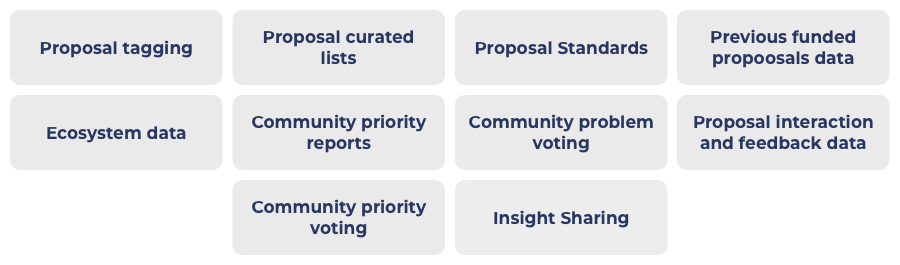 Proposal tagging
Proposal curated
lists
Proposal Standards
Previous funded
propoosals data
Ecosystem data
Community priority
reports
Community problem
voting
Proposal interaction
and feedback data
Community priority
voting
Insight Sharing